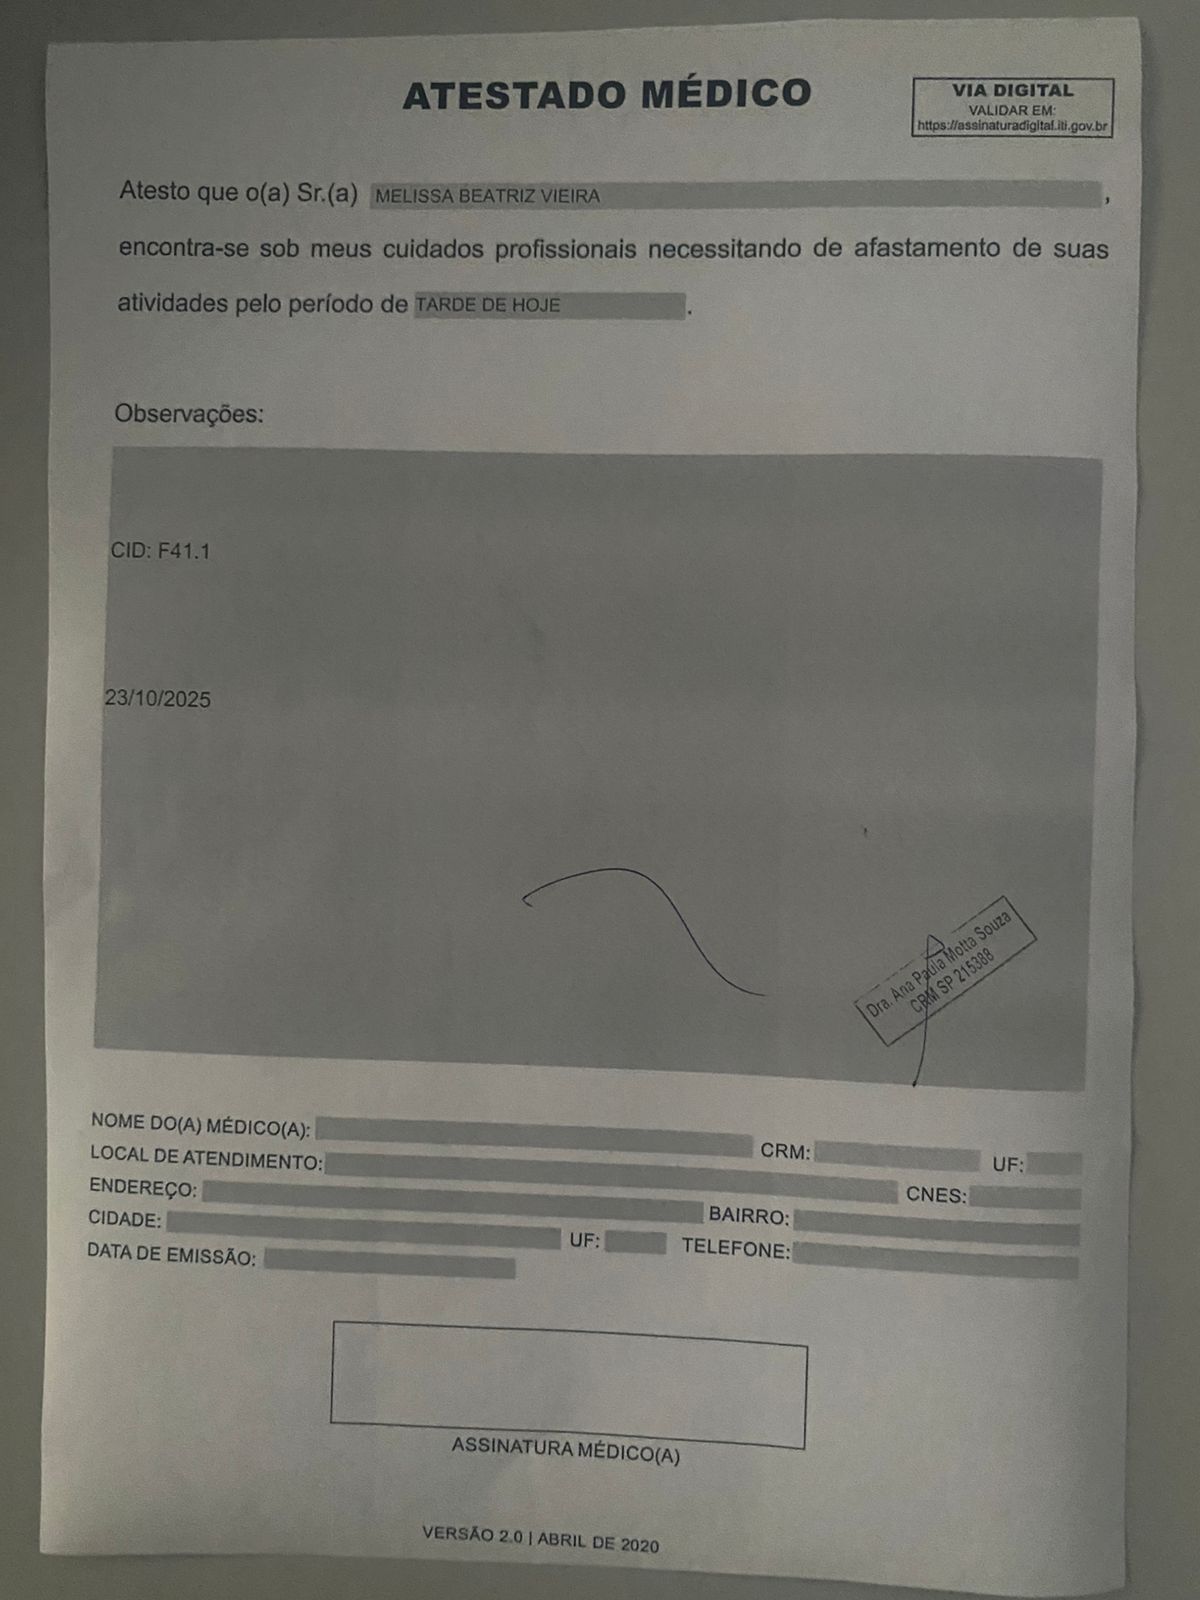 ATESTADO MÉDICO
VIA DIGITAL
VALIDAR EM:
https://assinaturadigital.iti.gov.br
Atesto que o(a) Sr.(a) MELISSA BEATRIZ VIEIRA ,
encontra-se sob meus cuidados profissionais necessitando de afastamento de suas
atividades pelo período de TARDE DE HOJE .
Observações:
CID: F41.1
23/10/2025
Dra. Ana Paula Motta Souza
CRM SP 215388
NOME DO(A) MÉDICO(A): CRM: UF:
LOCAL DE ATENDIMENTO: CNES:
ENDEREÇO: BAIRRO:
CIDADE: UF: TELEFONE:
DATA DE EMISSÃO:
ASSINATURA MÉDICO(A)
VERSÃO 2.0 | ABRIL DE 2020